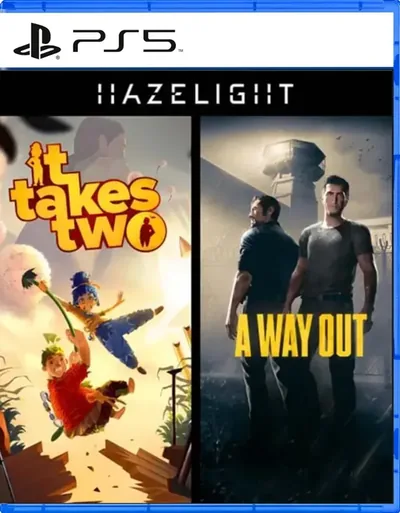 PS5
HAZELIGHT
it
takes
two
A WAY OUT